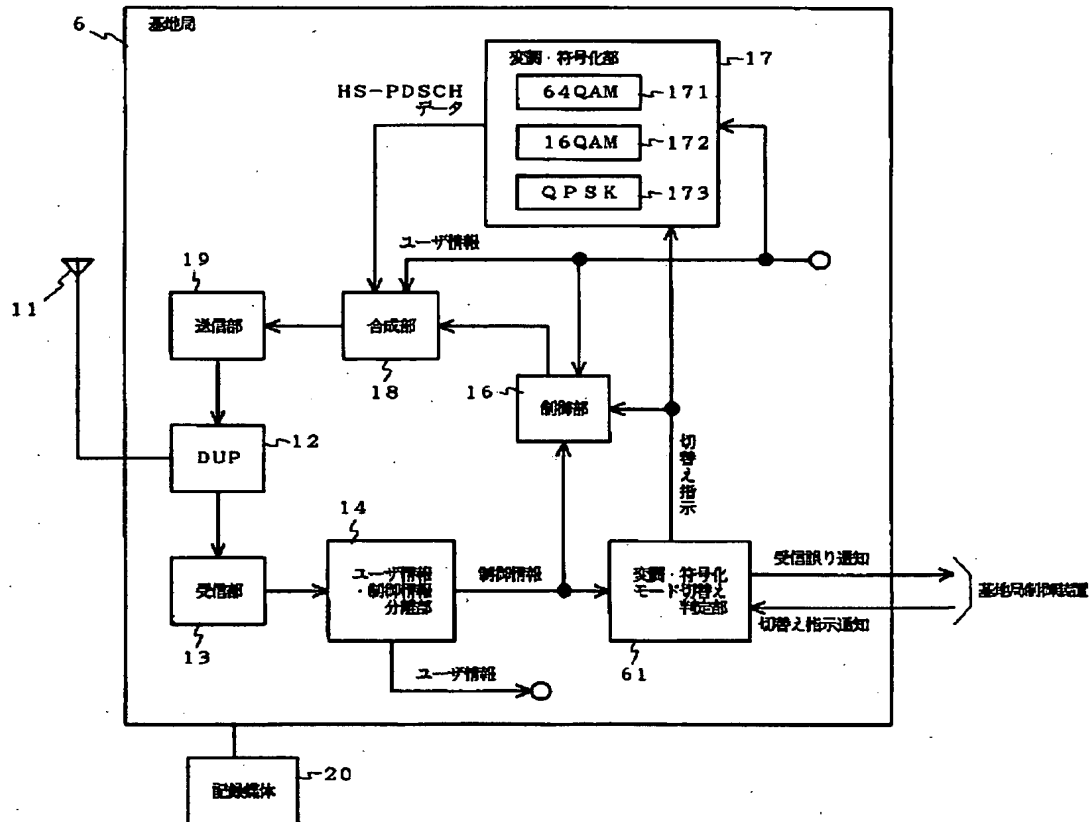 6
基地局
変調・符号化部
17
64QAM
171
16QAM
172
QPSK
173
HS-PDSCH
データ
ユーザ情報
11
19
送信部
合成部
18
16
制御部
DUP
12
切替え指示
14
受信部
13
ユーザ情報
・制御情報
分離部
制御情報
変調・符号化
モード切替え
判定部
61
受信誤り通知
切替え指示通知
基地局制御装置
ユーザ情報
記録媒体
20